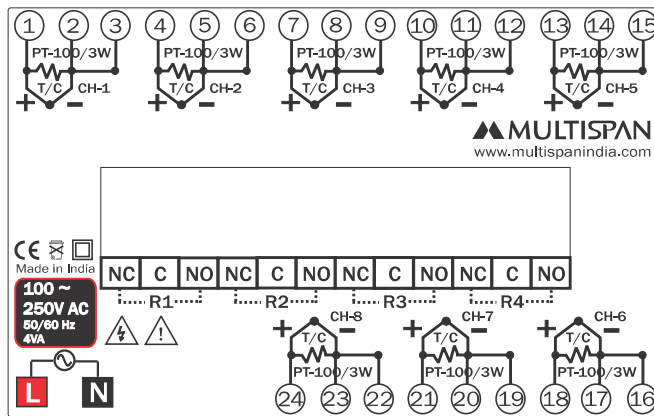 1 2 3 4 5 6 7 8 9 10 11 12 13 14 15
PT-100/3W PT-100/3W PT-100/3W PT-100/3W PT-100/3W
T/C CH-1 T/C CH-2 T/C CH-3 T/C CH-4 T/C CH-5
+ − + − + − + − + −
MULTISPAN
www.multispanindia.com
CE
Made in India
NC C NO NC C NO NC C NO NC C NO
R1 R2 R3 R4
100 ~
250V AC
50/60 Hz
4VA
L N
+ − CH-8 + − CH-7 + − CH-6
T/C T/C T/C
PT-100/3W PT-100/3W PT-100/3W
24 23 22 21 20 19 18 17 16